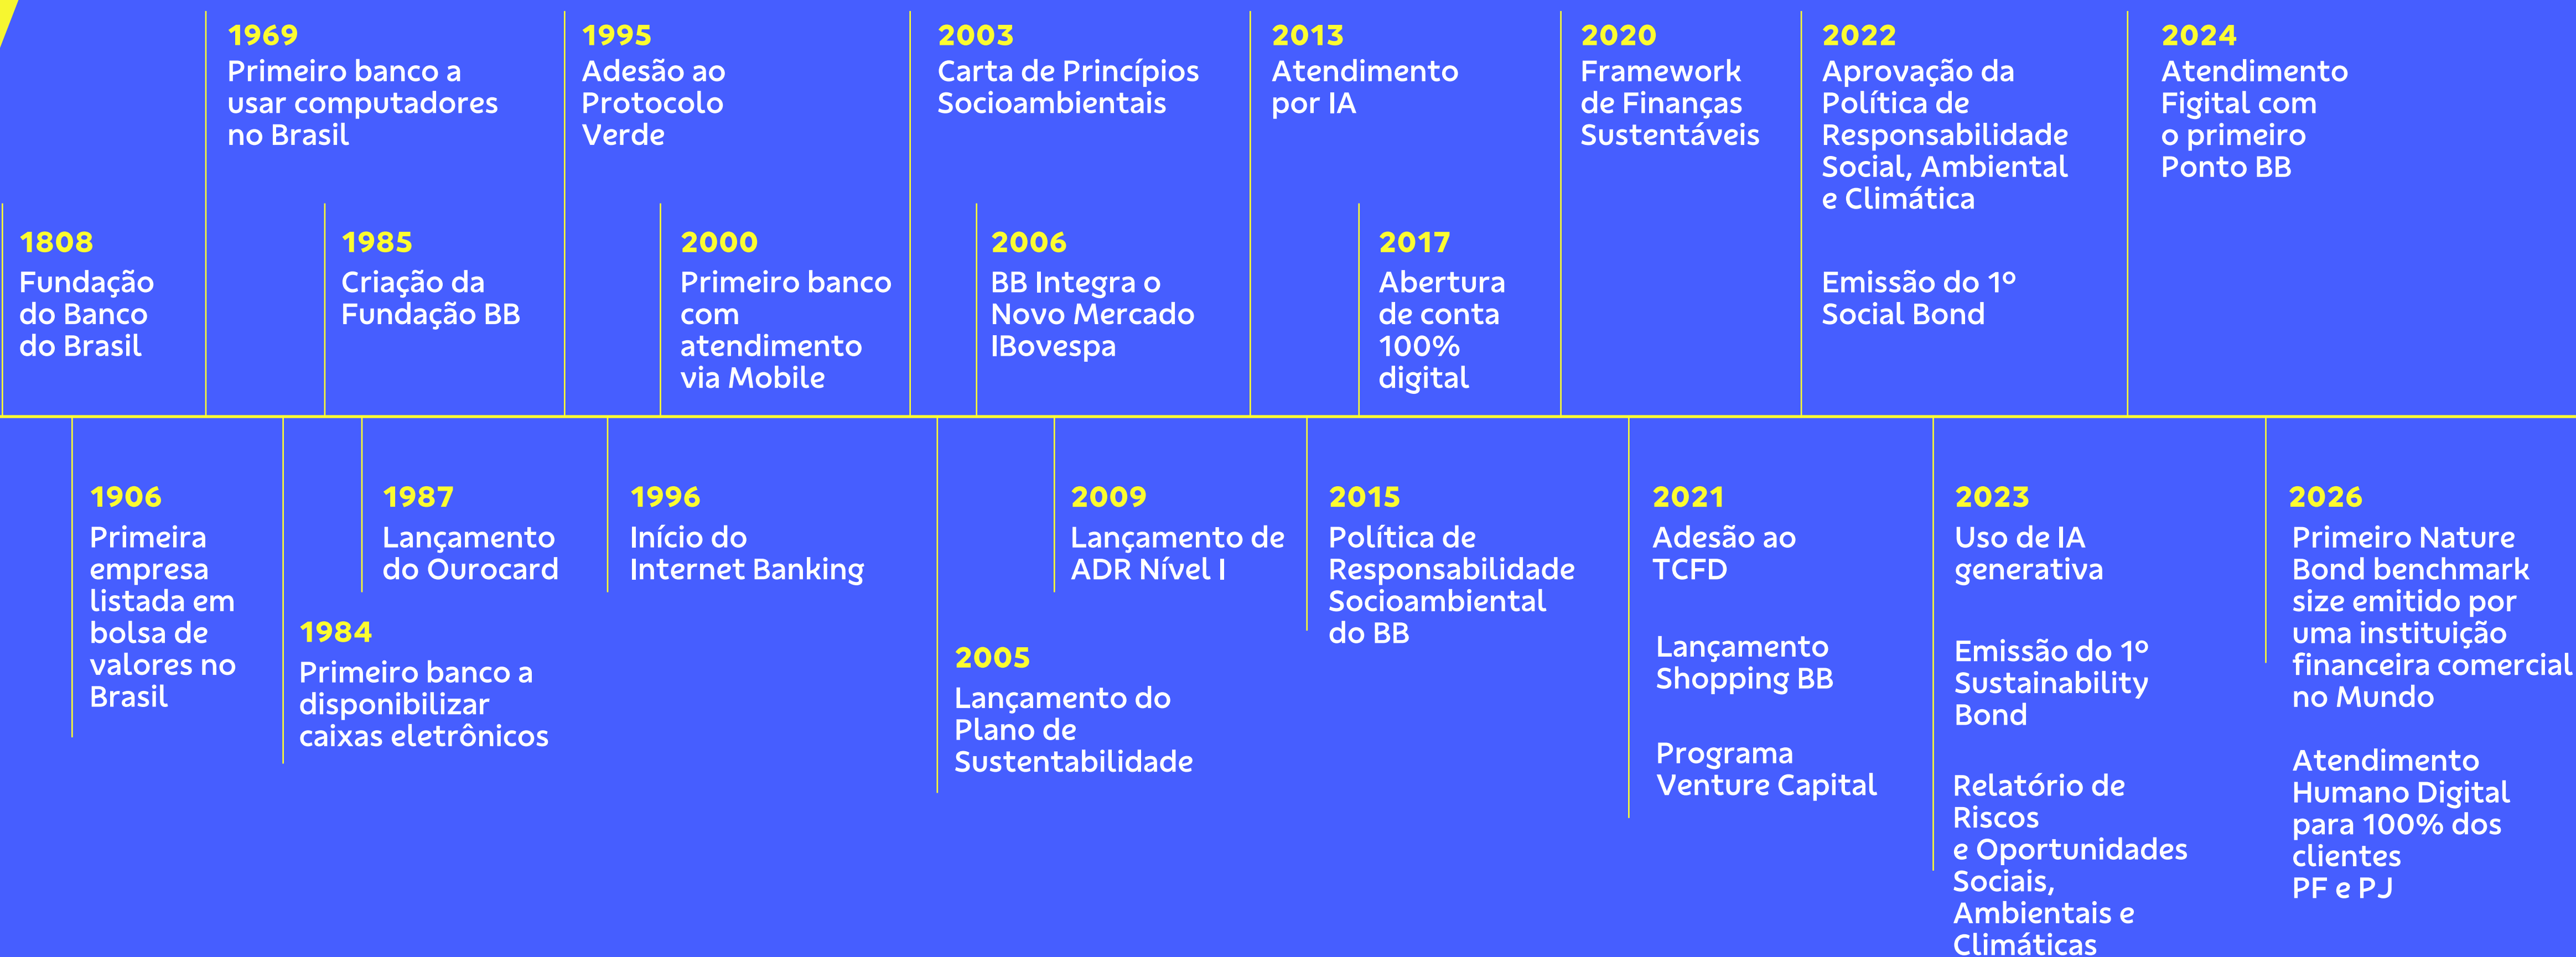 1969
Primeiro banco a
usar computadores
no Brasil
1995
Adesão ao
Protocolo
Verde
2003
Carta de Princípios
Socioambientais
2013
Atendimento
por IA
2020
Framework
de Finanças
Sustentáveis
2022
Aprovação da
Política de
Responsabilidade
Social, Ambiental
e Climática
Emissão do 1º
Social Bond
2024
Atendimento
Figital com
o primeiro
Ponto BB
1808
Fundação
do Banco
do Brasil
1985
Criação da
Fundação BB
2000
Primeiro banco
com
atendimento
via Mobile
2006
BB Integra o
Novo Mercado
IBovespa
2017
Abertura
de conta
100%
digital
1906
Primeira
empresa
listada em
bolsa de
valores no
Brasil
1984
Primeiro banco a
disponibilizar
caixas eletrônicos
1987
Lançamento
do Ourocard
1996
Início do
Internet Banking
2005
Lançamento do
Plano de
Sustentabilidade
2009
Lançamento de
ADR Nível I
2015
Política de
Responsabilidade
Socioambiental
do BB
2021
Adesão ao
TCFD
Lançamento
Shopping BB
Programa
Venture Capital
2023
Uso de IA
generativa
Emissão do 1º
Sustainability
Bond
Relatório de
Riscos
e Oportunidades
Sociais,
Ambientais e
Climáticas
2026
Primeiro Nature
Bond benchmark
size emitido por
uma instituição
financeira comercial
no Mundo
Atendimento
Humano Digital
para 100% dos
clientes
PF e PJ